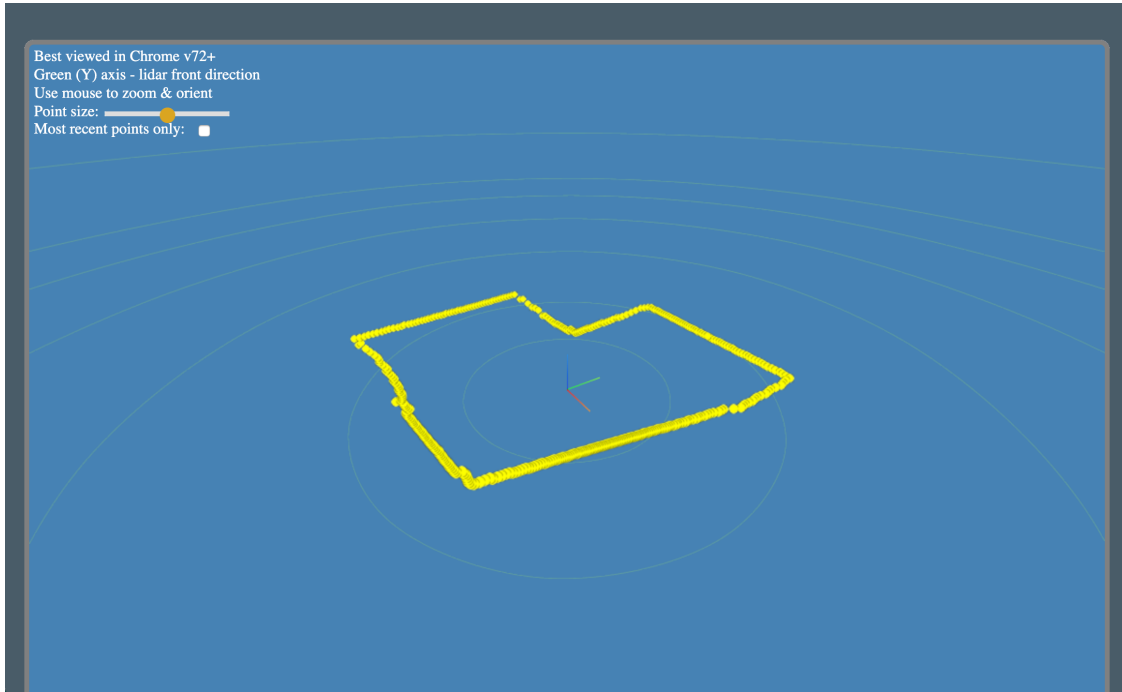 Best viewed in Chrome v72+
Green (Y) axis - lidar front direction
Use mouse to zoom & orient
Point size:
Most recent points only: